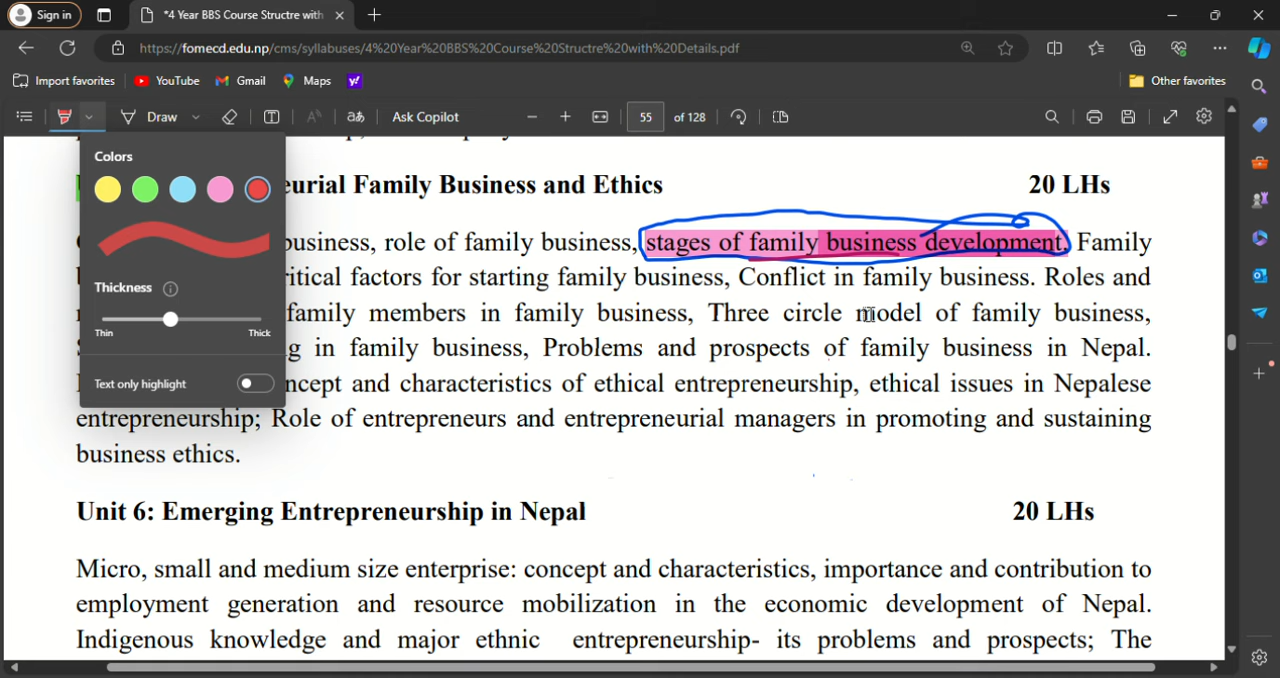 Sign in
*4 Year BBS Course Structre with
https://fomecd.edu.np/cms/syllabuses/4%20Year%20BBS%20Course%20Structre%20with%20Details.pdf
Import favorites YouTube Gmail Maps y! Other favorites
Draw aあ Ask Copilot 55 of 128
Colors
Thickness
Thin Thick
Text only highlight
eurial Family Business and Ethics 20 LHs
business, role of family business, stages of family business development, Family
ritical factors for starting family business, Conflict in family business. Roles and
family members in family business, Three circle model of family business,
g in family business, Problems and prospects of family business in Nepal.
ncept and characteristics of ethical entrepreneurship, ethical issues in Nepalese
entrepreneurship; Role of entrepreneurs and entrepreneurial managers in promoting and sustaining
business ethics.
Unit 6: Emerging Entrepreneurship in Nepal 20 LHs
Micro, small and medium size enterprise: concept and characteristics, importance and contribution to
employment generation and resource mobilization in the economic development of Nepal.
Indigenous knowledge and major ethnic entrepreneurship- its problems and prospects; The